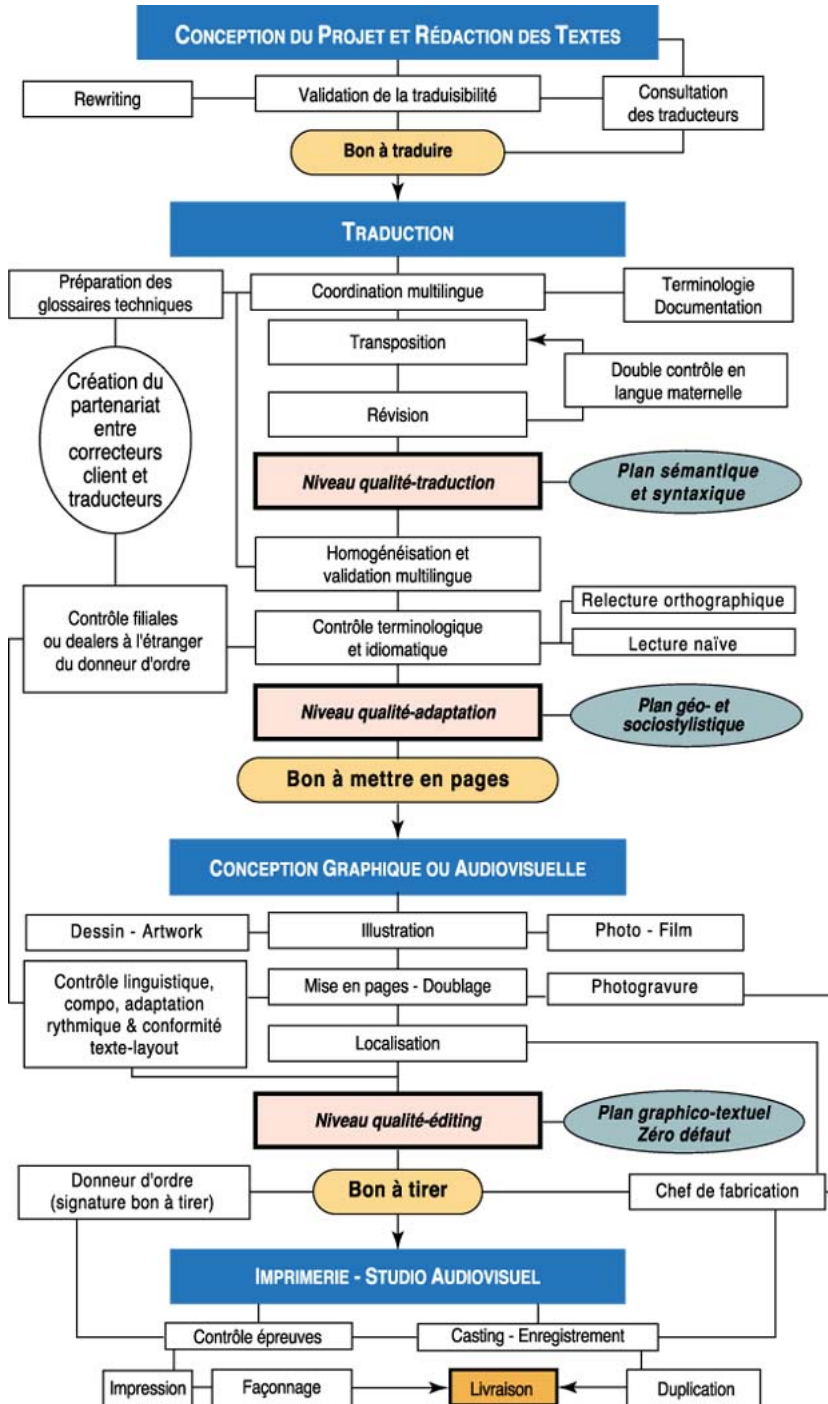 CONCEPTION DU PROJET ET RÉDACTION DES TEXTES
Rewriting
Validation de la traduisibilité
Consultation
des traducteurs
Bon à traduire
TRADUCTION
Préparation des
glossaires techniques
Coordination multilingue
Terminologie
Documentation
Transposition
Création du
partenariat
entre
correcteurs
client et
traducteurs
Double contrôle en
langue maternelle
Révision
Niveau qualité-traduction
Plan sémantique
et syntaxique
Homogénéisation et
validation multilingue
Contrôle filiales
ou dealers à l'étranger
du donneur d'ordre
Contrôle terminologique
et idiomatique
Relecture orthographique
Lecture naïve
Niveau qualité-adaptation
Plan géo- et
sociostylistique
Bon à mettre en pages
CONCEPTION GRAPHIQUE OU AUDIOVISUELLE
Dessin - Artwork
Illustration
Photo - Film
Contrôle linguistique,
compo, adaptation
rythmique & conformité
texte-layout
Mise en pages - Doublage
Photogravure
Localisation
Niveau qualité-éditing
Plan graphico-textuel
Zéro défaut
Donneur d'ordre
(signature bon à tirer)
Bon à tirer
Chef de fabrication
IMPRIMERIE - STUDIO AUDIOVISUEL
Contrôle épreuves
Casting - Enregistrement
Impression
Façonnage
Livraison
Duplication